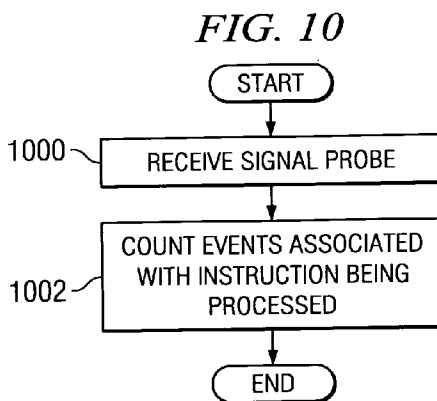 FIG. 10
START
1000
RECEIVE SIGNAL PROBE
COUNT EVENTS ASSOCIATED
WITH INSTRUCTION BEING
PROCESSED
1002
END